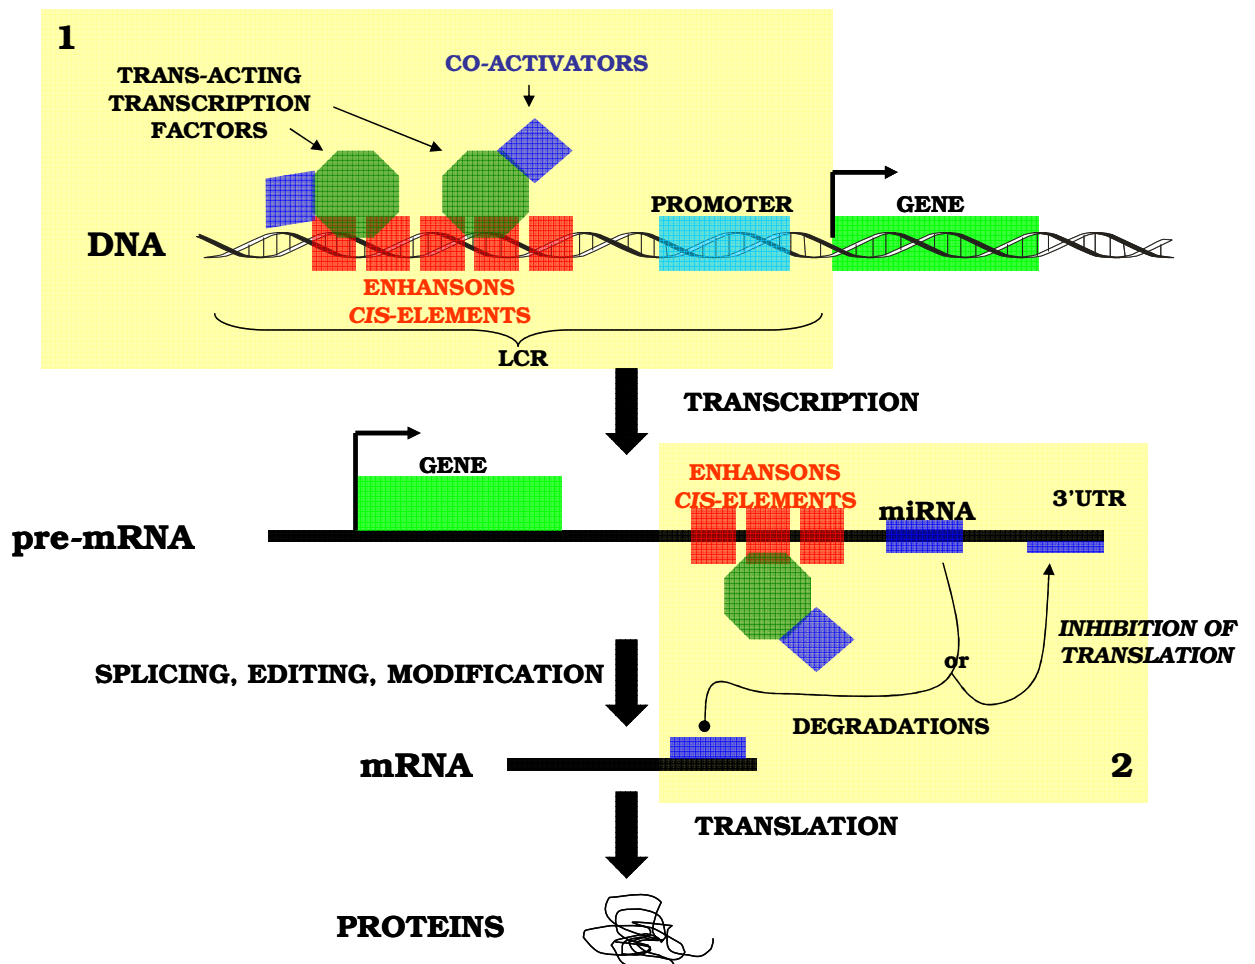 1
TRANS-ACTING
TRANSCRIPTION
FACTORS
CO-ACTIVATORS
PROMOTER
GENE
DNA
ENHANSONS
CIS-ELEMENTS
LCR
TRANSCRIPTION
GENE
ENHANSONS
CIS-ELEMENTS
miRNA
3'UTR
pre-mRNA
INHIBITION OF
TRANSLATION
or
SPLICING, EDITING, MODIFICATION
DEGRADATIONS
mRNA
2
TRANSLATION
PROTEINS